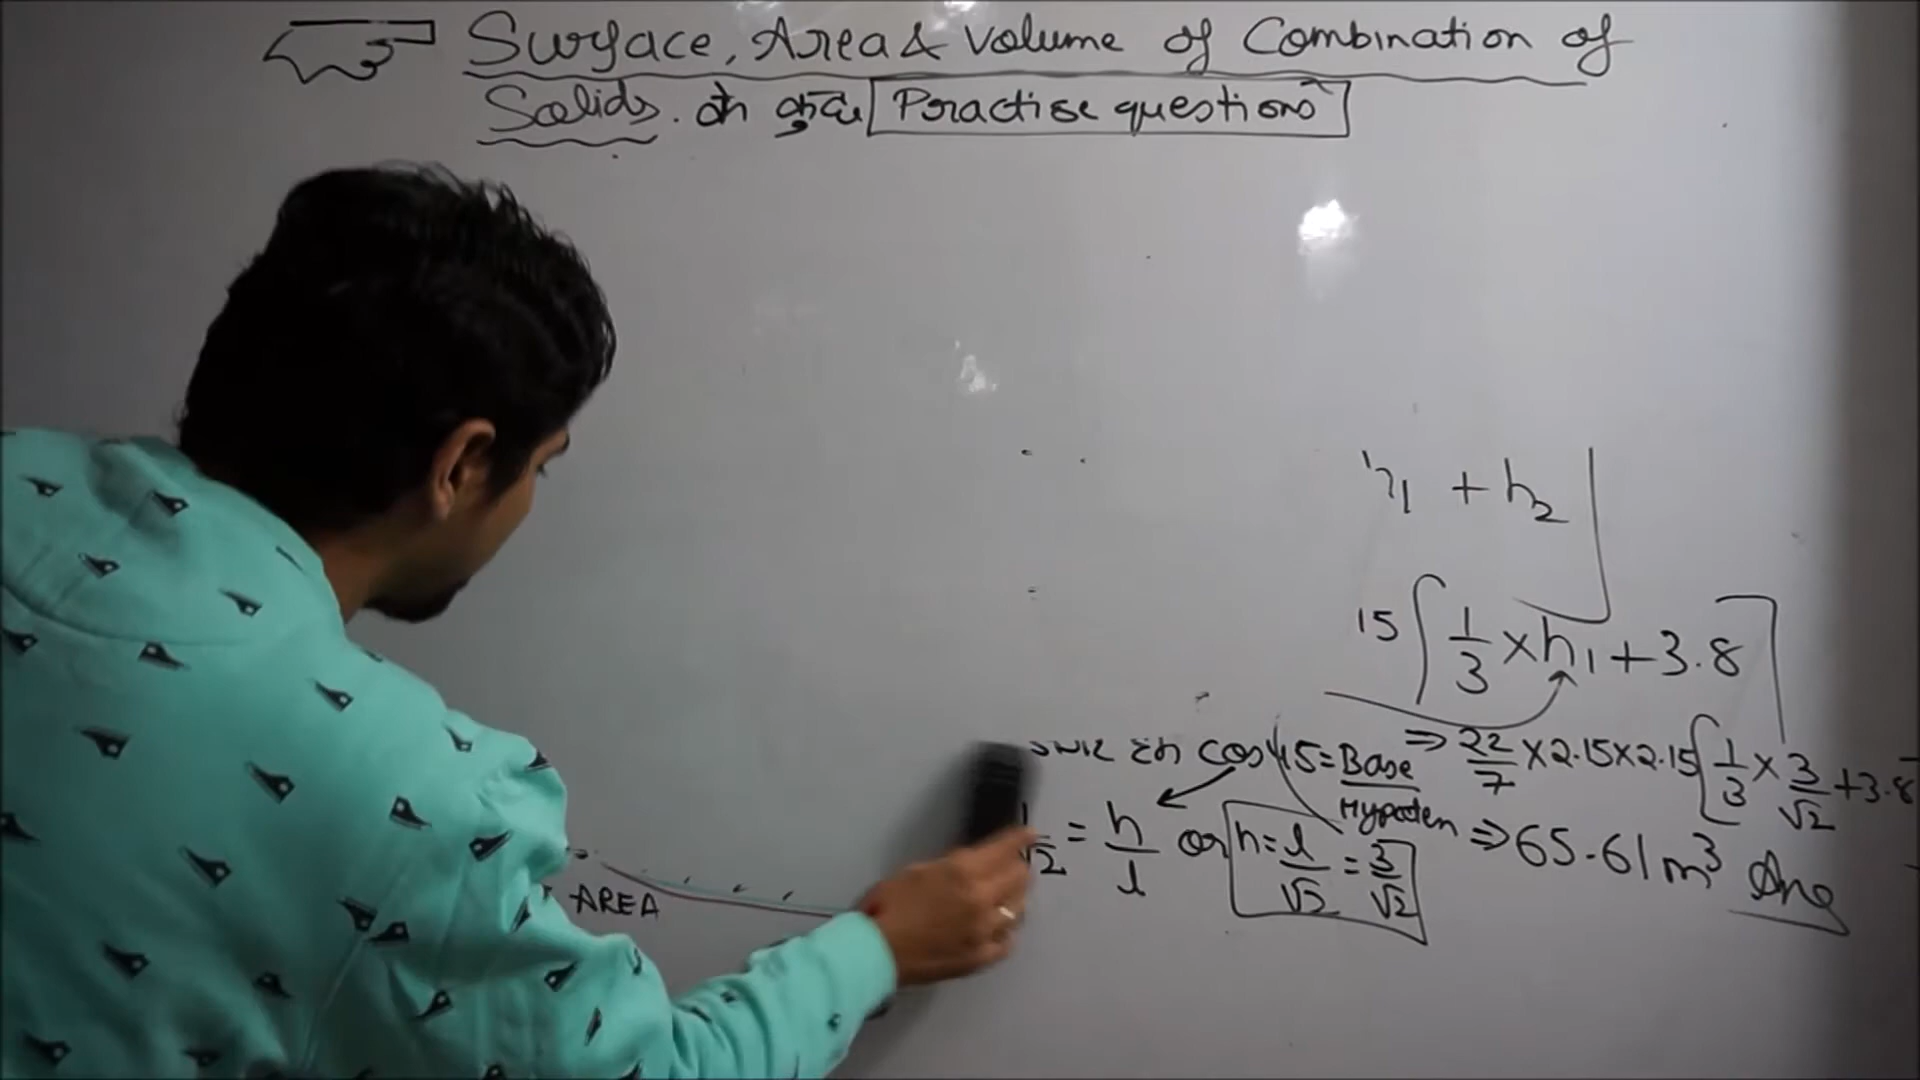 Surface, Area & Volume of Combination of
Solids. के कुछ Practise questions
h1 + h2
15 [1/3 × h1 + 3.8]
cos 45 = Base/Hypoten
1/√2 = h/l or h = l/√2 = 3/√2
⇒ 22/7 × 2.15 × 2.15 [1/3 × 3/√2 + 3.8
⇒ 65.61 m³ Ans
AREA